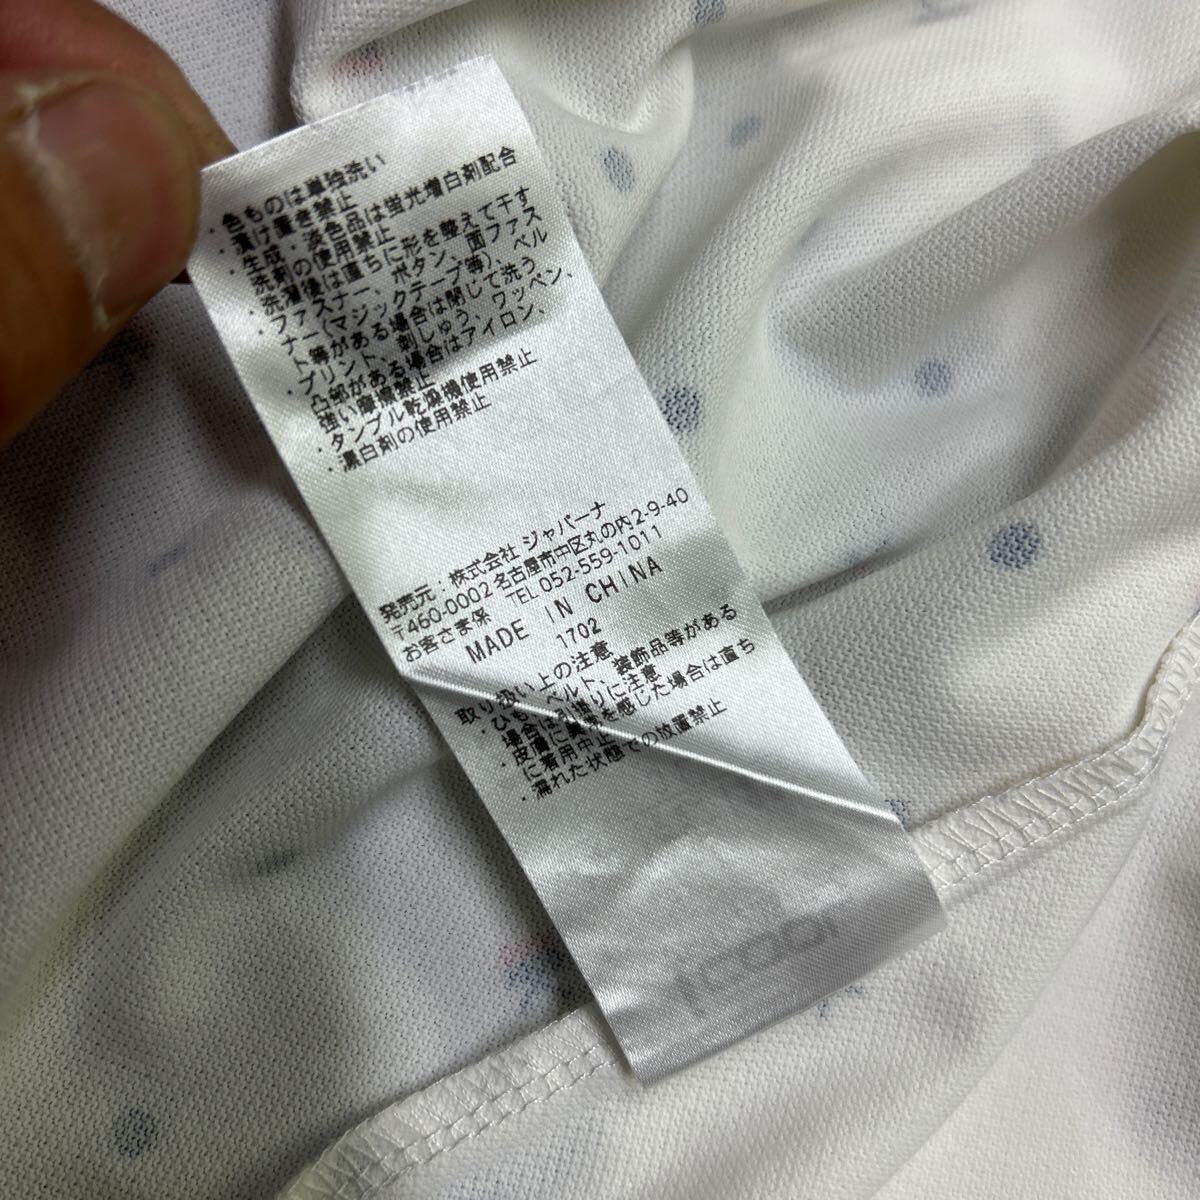 ・色ものは単独洗い
・漬け置き禁止
・生成・淡色品は蛍光増白剤配合
洗剤の使用禁止
・洗濯後は直ちに形を整えて干す
・ファスナー、ボタン、面ファス
ナー(マジックテープ等)、ベル
ト等がある場合は閉じて洗う
・プリント、刺しゅう、ワッペン、
凸部がある場合はアイロン、
強い摩擦禁止
・タンブル乾燥機使用禁止
・漂白剤の使用禁止
発売元:株式会社 ジャパーナ
〒460-0002 名古屋市中区丸の内2-9-40
お客さま係 TEL 052-559-1011
MADE IN CHINA
1702
取り扱い上の注意
・ひも、ベルト、装飾品等がある
場合は引掛りに注意
・皮膚に異常を感じた場合は直ち
に着用中止
・濡れた状態での放置禁止